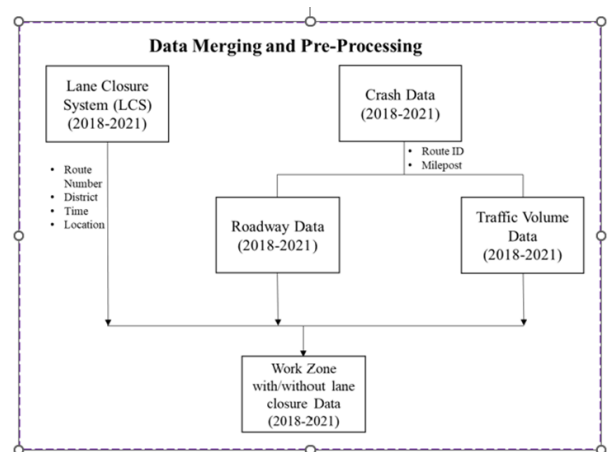 Data Merging and Pre-Processing
Lane Closure
System (LCS)
(2018-2021)
Crash Data
(2018-2021)
• Route ID
• Milepost
• Route
Number
• District
• Time
• Location
Roadway Data
(2018-2021)
Traffic Volume
Data
(2018-2021)
Work Zone
with/without lane
closure Data
(2018-2021)